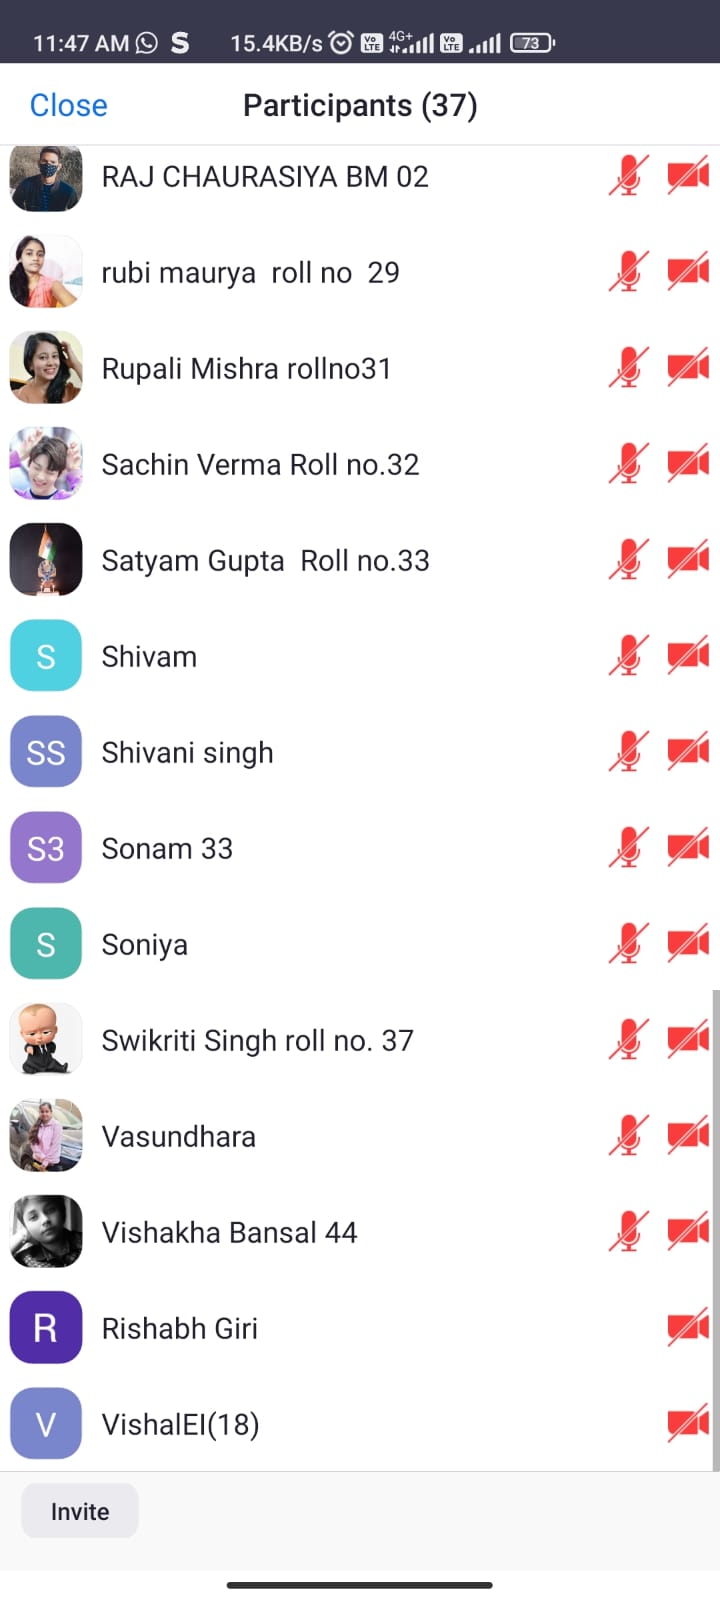 11:47 AM S 15.4KB/s Vo LTE 4G+ Vo LTE 73
Close Participants (37)
RAJ CHAURASIYA BM 02
rubi maurya  roll no  29
Rupali Mishra rollno31
Sachin Verma Roll no.32
Satyam Gupta  Roll no.33
S Shivam
SS Shivani singh
S3 Sonam 33
S Soniya
Swikriti Singh roll no. 37
Vasundhara
Vishakha Bansal 44
R Rishabh Giri
V VishalEI(18)
Invite